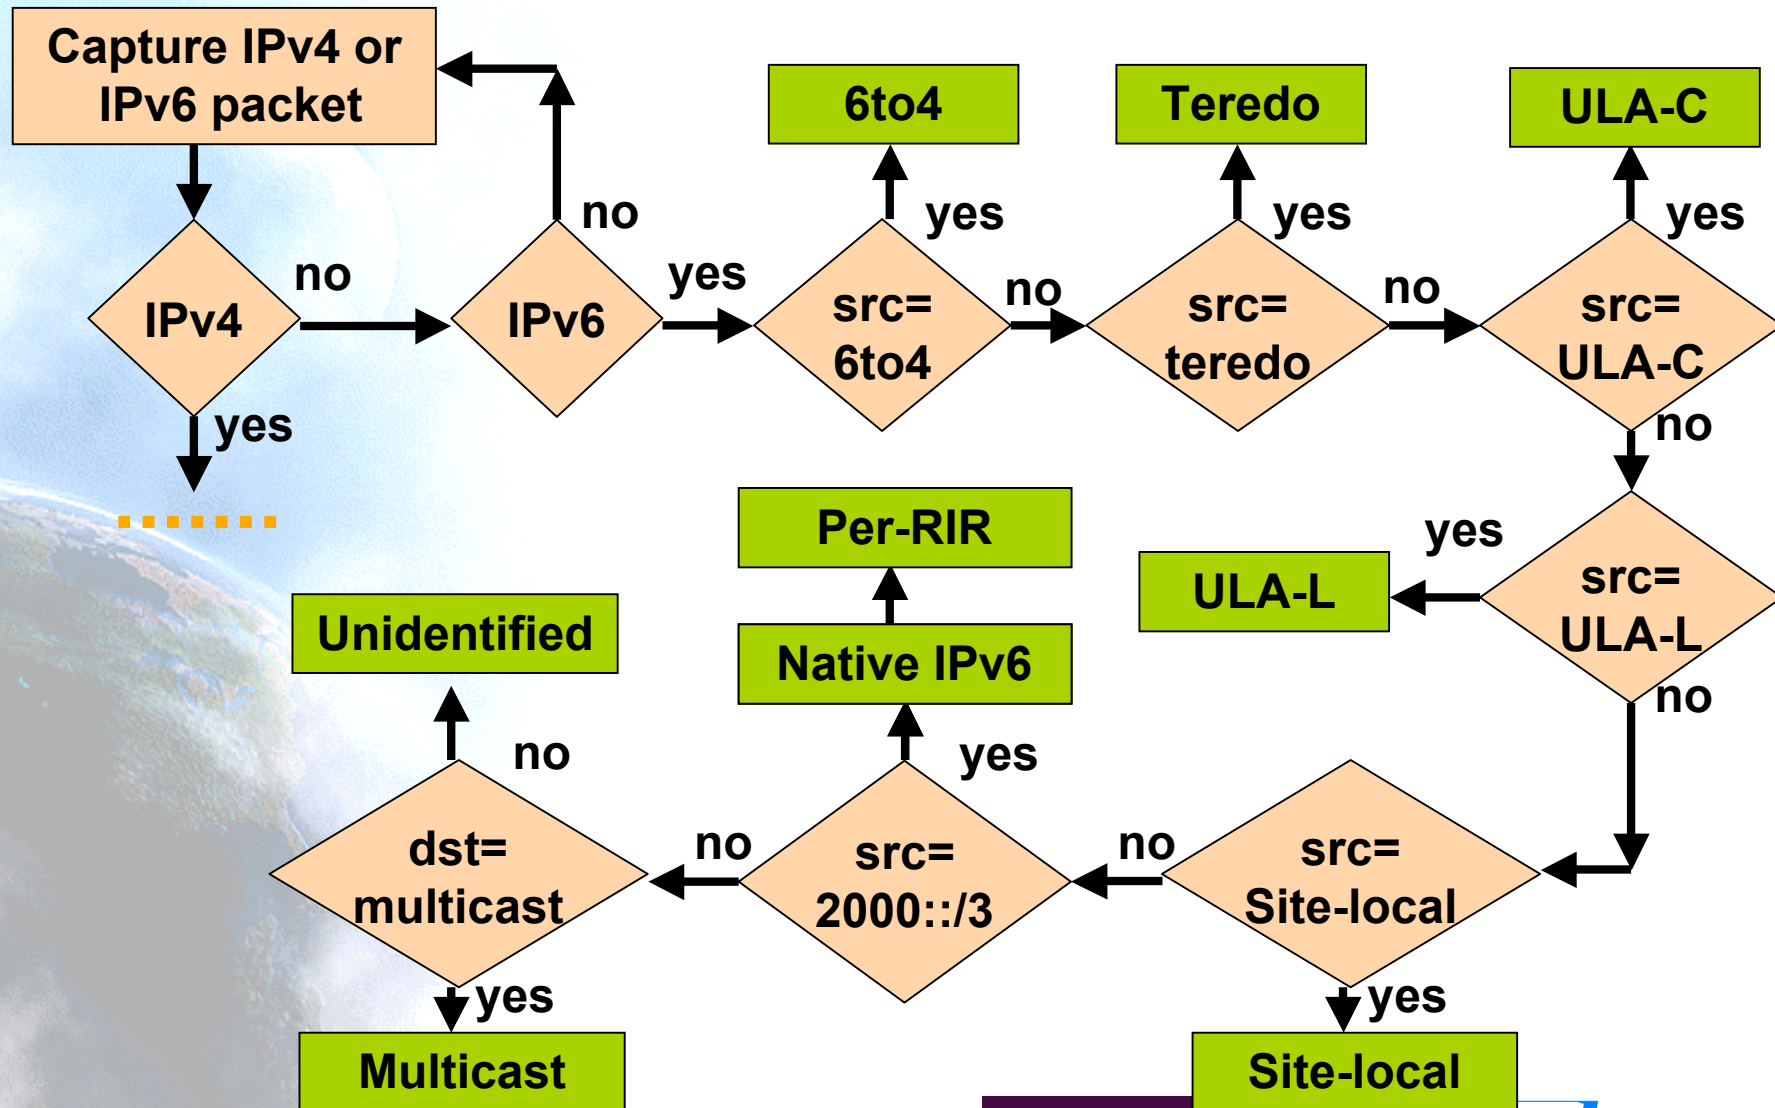 Capture IPv4 or
IPv6 packet
6to4
Teredo
ULA-C
no
yes
yes
yes
IPv4
no
IPv6
yes
src=
6to4
no
src=
teredo
no
src=
ULA-C
yes
no
Per-RIR
Native IPv6
ULA-L
yes
src=
ULA-L
Unidentified
no
no
yes
dst=
multicast
no
src=
2000::/3
no
src=
Site-local
yes
yes
Multicast
Site-local